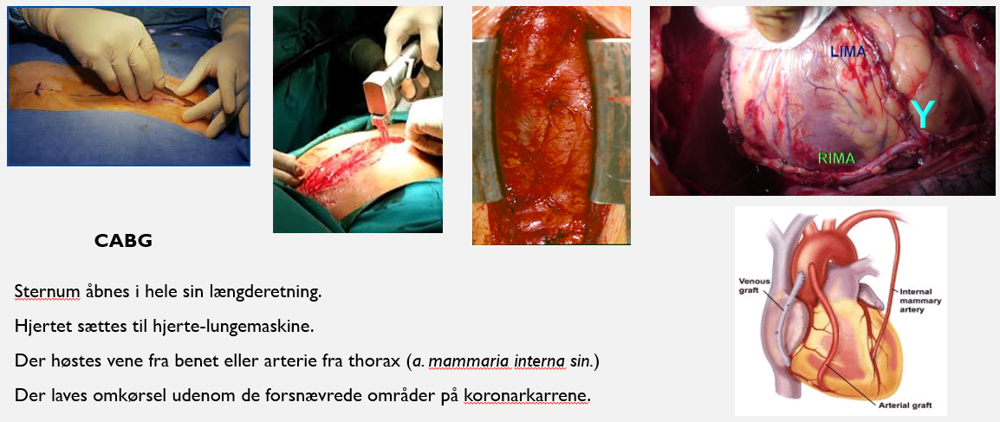 LIMA
Y
RIMA
CABG
Sternum åbnes i hele sin længderetning.
Hjertet sættes til hjerte-lungemaskine.
Der høstes vene fra benet eller arterie fra thorax (a. mammaria interna sin.)
Der laves omkørsel udenom de forsnævrede områder på koronarkarrene.
Venous
graft
Internal
mammary
artery
Arterial graft